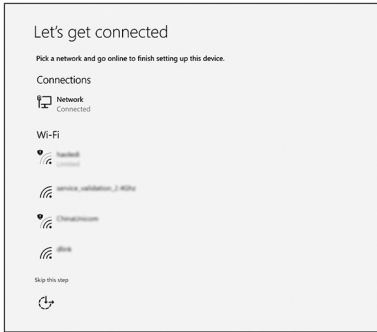 Let's get connected
Pick a network and go online to finish setting up this device.
Connections
Network
Connected
Wi-Fi
Limited
service_validation_2.4Ghz
ChinaUnicom
dlink
Skip this step